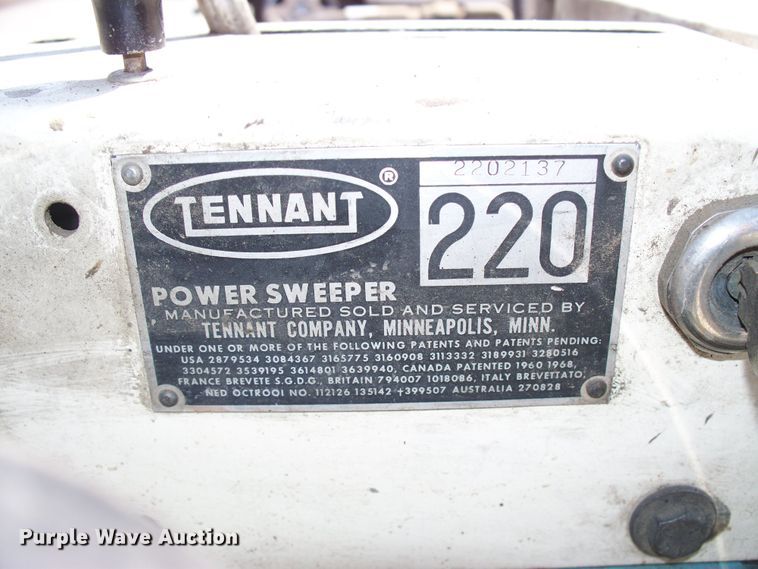 TENNANT ®
2202137
220
POWER SWEEPER
MANUFACTURED SOLD AND SERVICED BY
TENNANT COMPANY, MINNEAPOLIS, MINN.
UNDER ONE OR MORE OF THE FOLLOWING PATENTS AND PATENTS PENDING:
USA 2879534 3084367 3165775 3160908 3113332 3189931 3280516
3304572 3539195 3614801 3639940, CANADA PATENTED 1960 1968,
FRANCE BREVETE S.G.D.G., BRITAIN 794007 1018086, ITALY BREVETTATO,
NED OCTROOI NO. 112126 135142 +399507 AUSTRALIA 270828
Purple Wave Auction